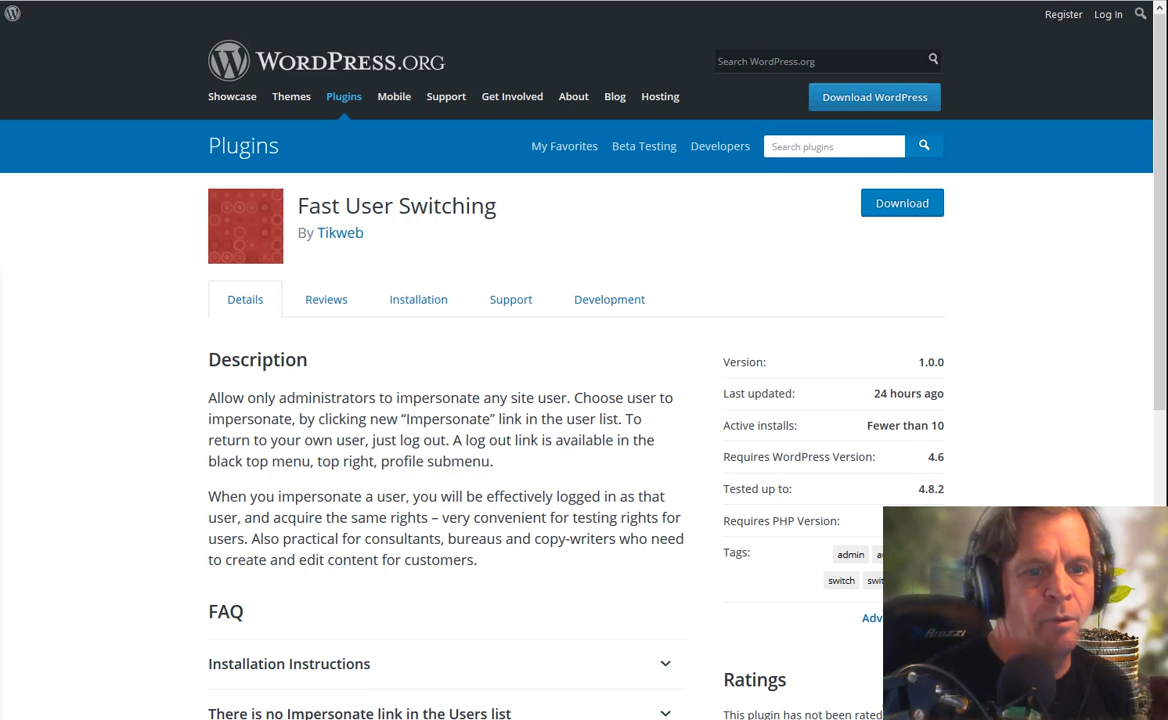 Register Log In
WORDPRESS.ORG
Search WordPress.org
Showcase Themes Plugins Mobile Support Get Involved About Blog Hosting
Download WordPress
Plugins
My Favorites Beta Testing Developers
Search plugins
Fast User Switching
By Tikweb
Download
Details Reviews Installation Support Development
Description
Allow only administrators to impersonate any site user. Choose user to
impersonate, by clicking new “Impersonate” link in the user list. To
return to your own user, just log out. A log out link is available in the
black top menu, top right, profile submenu.
When you impersonate a user, you will be effectively logged in as that
user, and acquire the same rights – very convenient for testing rights for
users. Also practical for consultants, bureaus and copy-writers who need
to create and edit content for customers.
FAQ
Installation Instructions
There is no Impersonate link in the Users list
Version: 1.0.0
Last updated: 24 hours ago
Active installs: Fewer than 10
Requires WordPress Version: 4.6
Tested up to: 4.8.2
Requires PHP Version:
Tags: admin
switch
Ratings
This plugin has not been rated
AROZZI